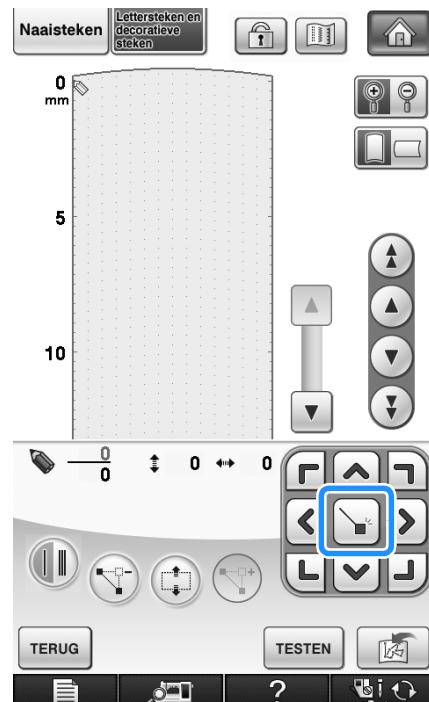 Naaisteken
Lettersteken en
decoratieve
steken
0
mm
5
10
0
0
0
0
TERUG
TESTEN
?